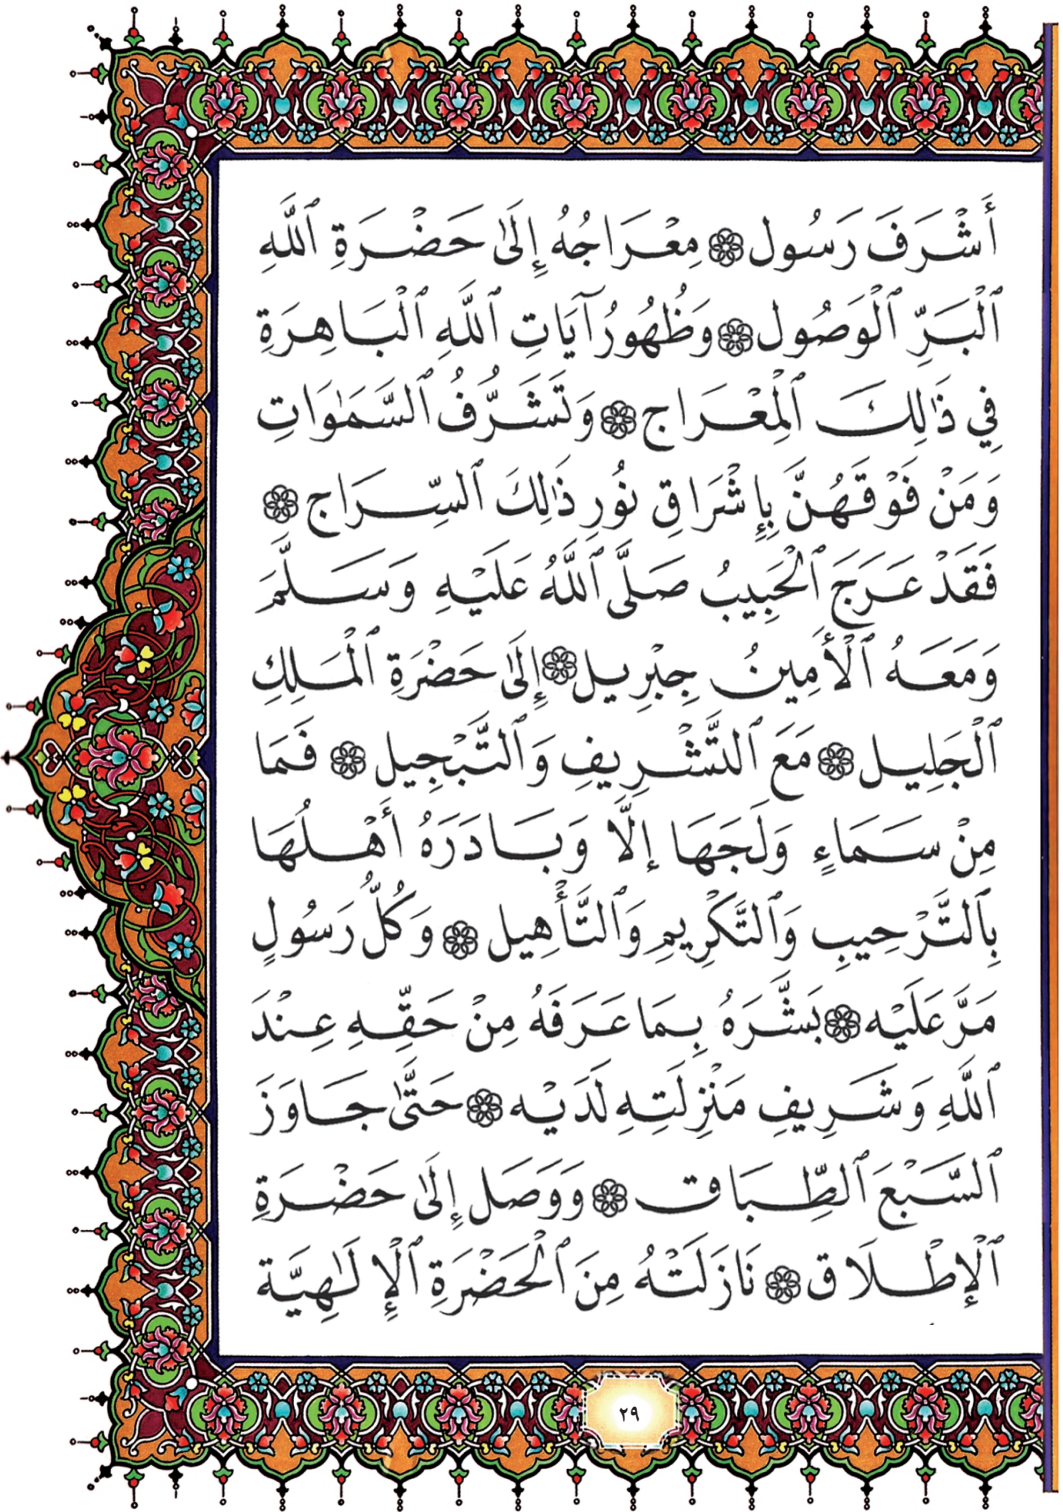 أَشْرَفَ رَسُول ۞ مِعْرَاجُهُ إِلَىٰ حَضْرَةِ ٱللَّهِ
ٱلْبَرِّ ٱلْوَصُول ۞ وَظُهُورُ آيَاتِ ٱللَّهِ ٱلْبَاهِرَةِ
فِي ذَٰلِكَ ٱلْمِعْرَاج ۞ وَتَشَرُّفُ ٱلسَّمَٰوَاتِ
وَمَنْ فَوْقَهُنَّ بِإِشْرَاقِ نُورِ ذَٰلِكَ ٱلسِّرَاج ۞
فَقَدْ عَرَجَ ٱلْحَبِيبُ صَلَّى ٱللَّهُ عَلَيْهِ وَسَلَّمَ
وَمَعَهُ ٱلْأَمِينُ جِبْرِيل ۞ إِلَىٰ حَضْرَةِ ٱلْمَلِكِ
ٱلْجَلِيل ۞ مَعَ ٱلتَّشْرِيفِ وَٱلتَّبْجِيل ۞ فَمَا
مِنْ سَمَاءٍ وَلَجَهَا إِلَّا وَبَادَرَهُ أَهْلُهَا
بِٱلتَّرْحِيبِ وَٱلتَّكْرِيمِ وَٱلتَّأْهِيل ۞ وَكُلُّ رَسُولٍ
مَرَّ عَلَيْه ۞ بَشَّرَهُ بِمَا عَرَفَهُ مِنْ حَقِّهِ عِنْدَ
ٱللَّهِ وَشَرِيفِ مَنْزِلَتِهِ لَدَيْه ۞ حَتَّىٰ جَاوَزَ
ٱلسَّبْعَ ٱلطِّبَاق ۞ وَوَصَلَ إِلَىٰ حَضْرَةِ
ٱلْإِطْلَاق ۞ نَازَلَتْهُ مِنَ ٱلْحَضْرَةِ ٱلْإِلَٰهِيَّة
٢٩